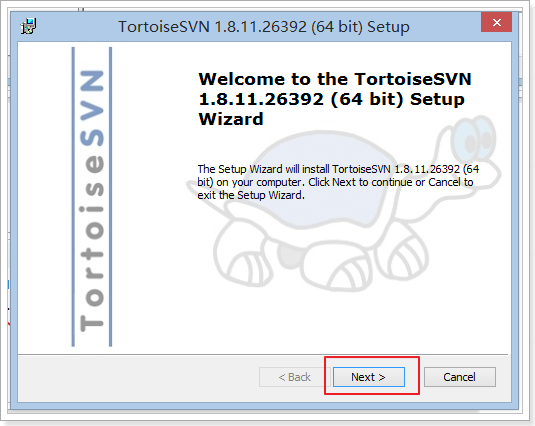 TortoiseSVN 1.8.11.26392 (64 bit) Setup
TortoiseSVN
Welcome to the TortoiseSVN
1.8.11.26392 (64 bit) Setup
Wizard
The Setup Wizard will install TortoiseSVN 1.8.11.26392 (64
bit) on your computer. Click Next to continue or Cancel to
exit the Setup Wizard.
< Back
Next >
Cancel